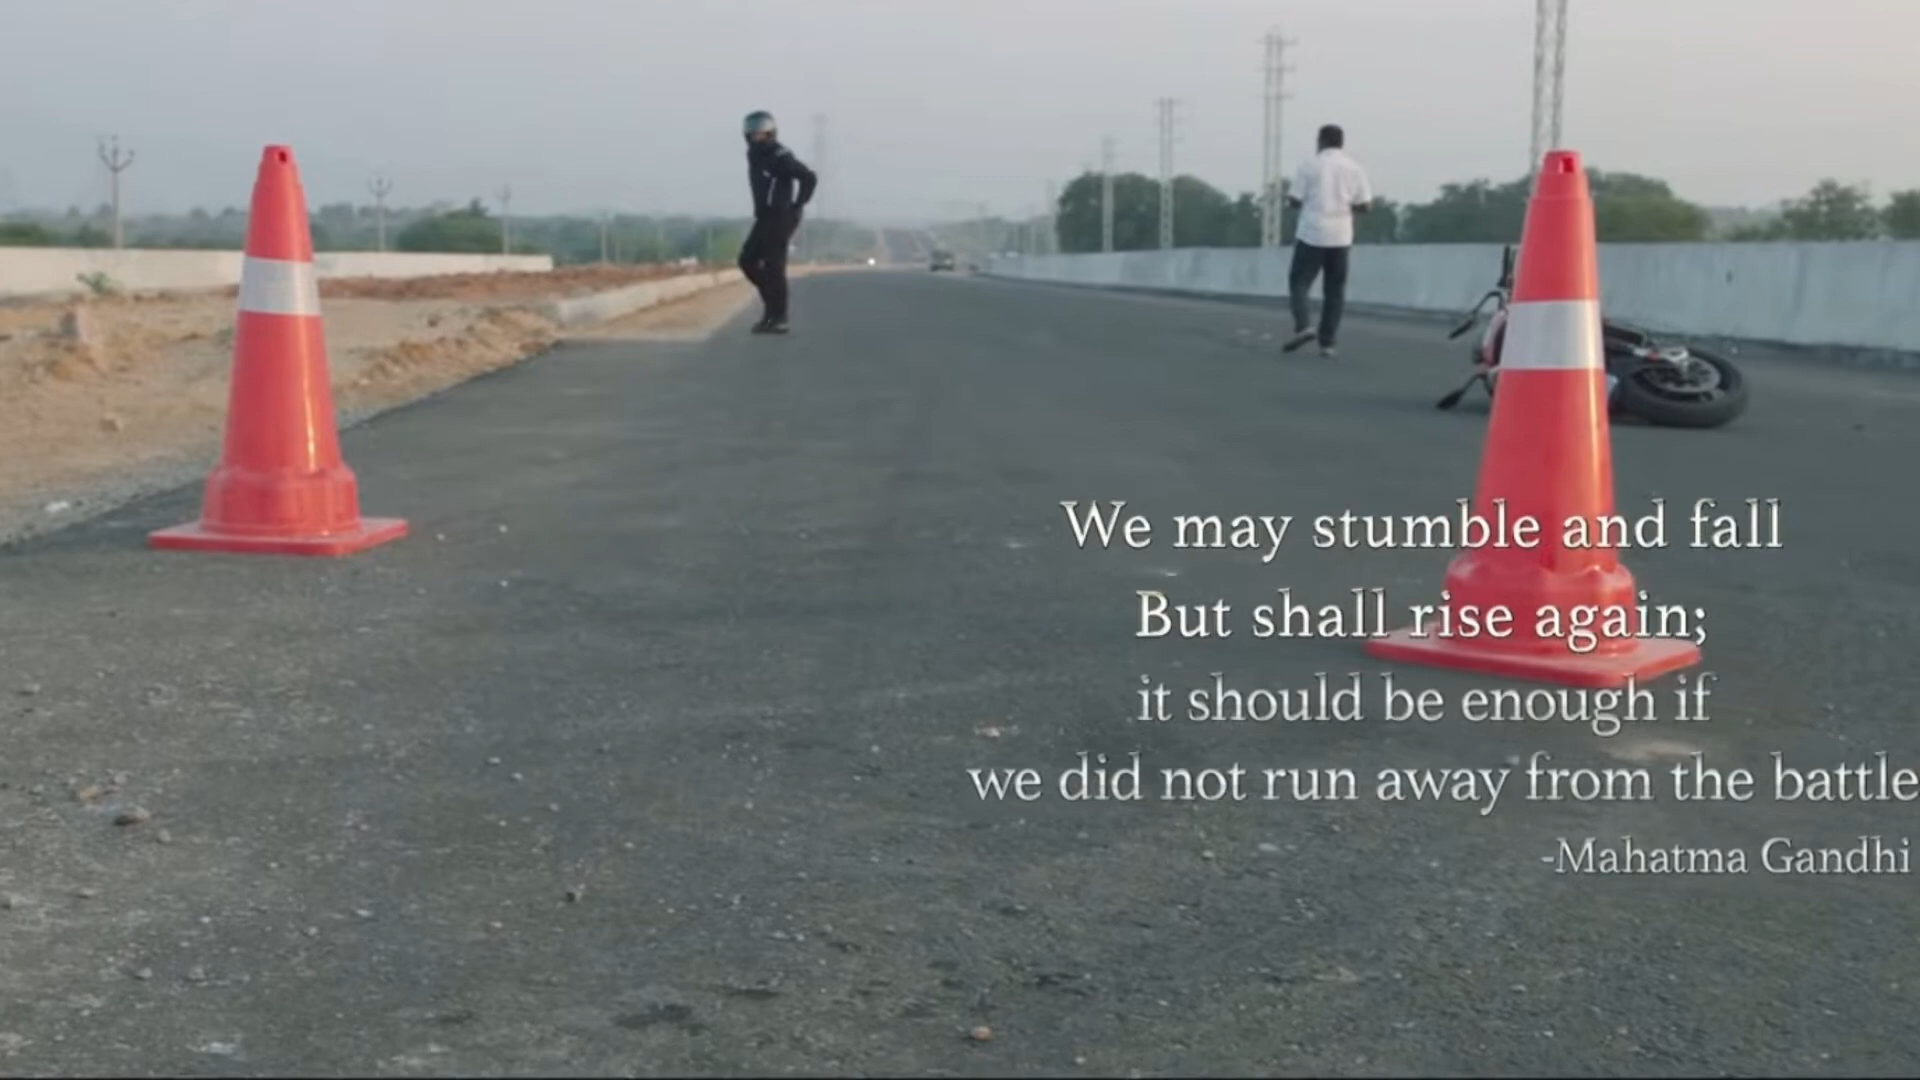 We may stumble and fall
But shall rise again;
it should be enough if
we did not run away from the battle
-Mahatma Gandhi